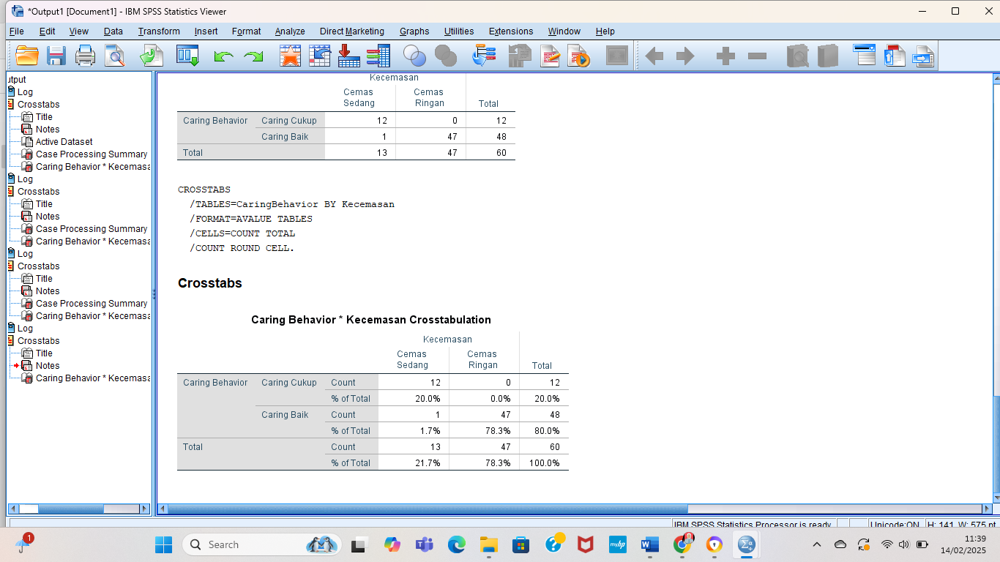 *Output1 [Document1] - IBM SPSS Statistics Viewer
File Edit View Data Transform Insert Format Analyze Direct Marketing Graphs Utilities Extensions Window Help
utput
Log
Crosstabs
Title
Notes
Active Dataset
Case Processing Summary
Caring Behavior * Kecemasa
Log
Crosstabs
Title
Notes
Case Processing Summary
Caring Behavior * Kecemasa
Log
Crosstabs
Title
Notes
Case Processing Summary
Caring Behavior * Kecemasa
Log
Crosstabs
Title
Notes
Caring Behavior * Kecemasa
Kecemasan
Cemas Sedang Cemas Ringan Total
Caring Behavior Caring Cukup 12 0 12
Caring Baik 1 47 48
Total 13 47 60
CROSSTABS
/TABLES=CaringBehavior BY Kecemasan
/FORMAT=AVALUE TABLES
/CELLS=COUNT TOTAL
/COUNT ROUND CELL.
Crosstabs
Caring Behavior * Kecemasan Crosstabulation
Kecemasan
Cemas Sedang Cemas Ringan Total
Caring Behavior Caring Cukup Count 12 0 12
% of Total 20.0% 0.0% 20.0%
Caring Baik Count 1 47 48
% of Total 1.7% 78.3% 80.0%
Total Count 13 47 60
% of Total 21.7% 78.3% 100.0%
IBM SPSS Statistics Processor is ready Unicode:ON H: 141, W: 575 pt
1
Search
myhp
11:39
14/02/2025